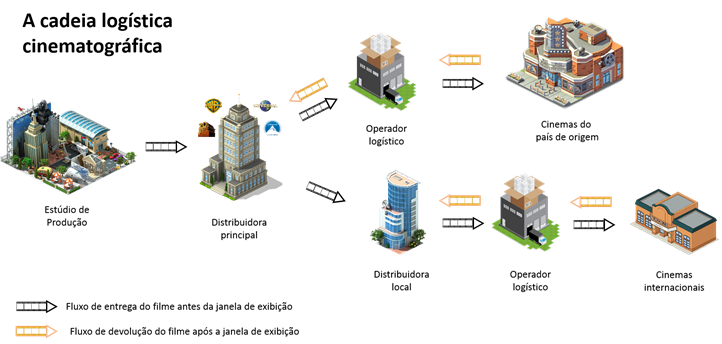 A cadeia logística
cinematográfica
Operador
logístico
Cinemas do
país de origem
Estúdio de
Produção
Distribuidora
principal
Distribuidora
local
Operador
logístico
Cinemas
internacionais
Fluxo de entrega do filme antes da janela de exibição
Fluxo de devolução do filme após a janela de exibição